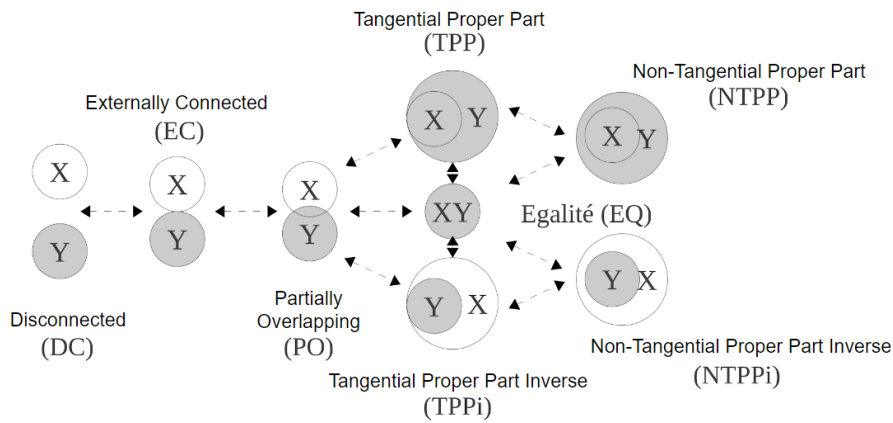 Tangential Proper Part
(TPP)
Non-Tangential Proper Part
(NTPP)
Externally Connected
(EC)
X
Y
X
Y
X
Y
X
Y
XY
Y
X
X
Y
Egalité (EQ)
Y
X
Disconnected
(DC)
Partially
Overlapping
(PO)
Tangential Proper Part Inverse
(TPPi)
Non-Tangential Proper Part Inverse
(NTPPi)